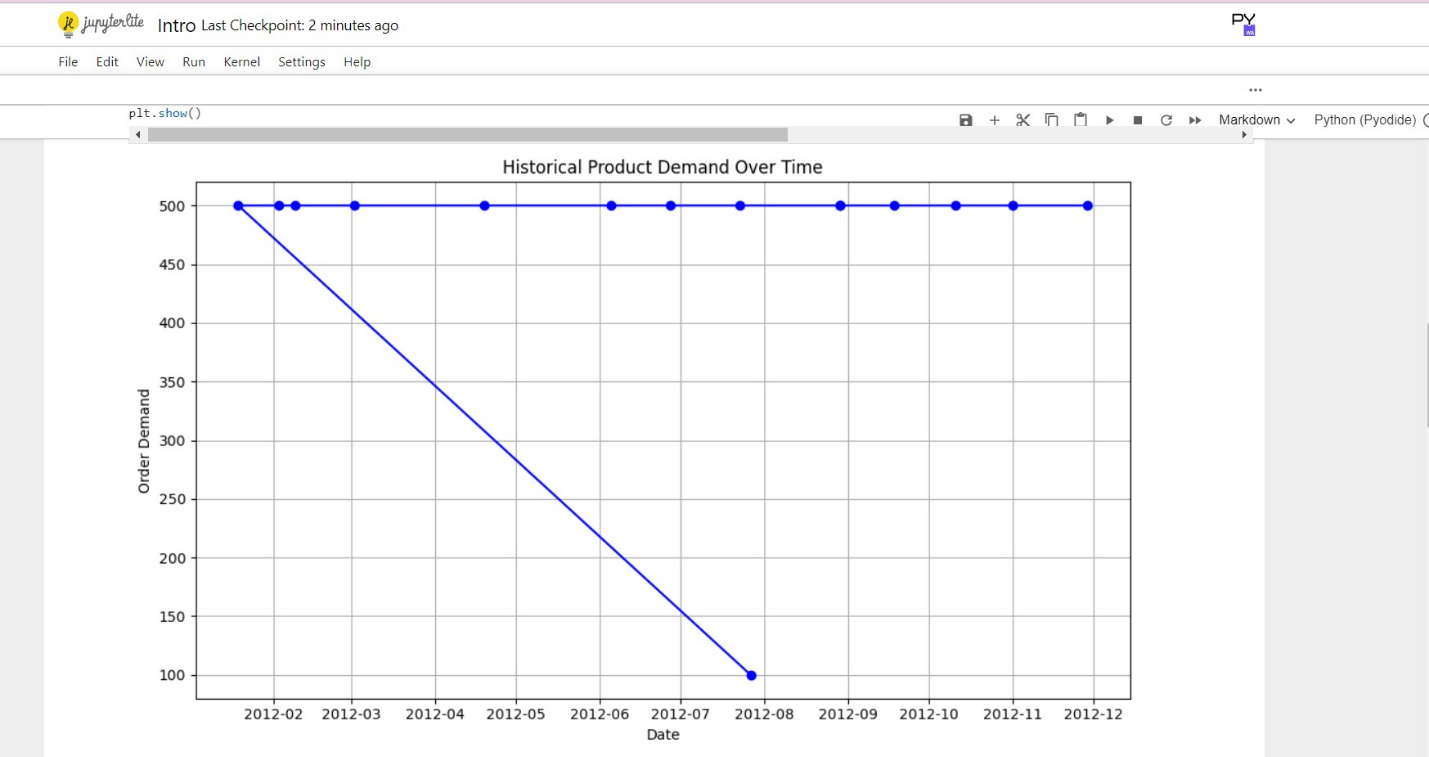 jupyterlite Intro Last Checkpoint: 2 minutes ago
PY
WA
File Edit View Run Kernel Settings Help
...
plt.show()
Markdown Python (Pyodide)
Historical Product Demand Over Time
500
450
400
350
300
250
200
150
100
Order Demand
2012-02 2012-03 2012-04 2012-05 2012-06 2012-07 2012-08 2012-09 2012-10 2012-11 2012-12
Date